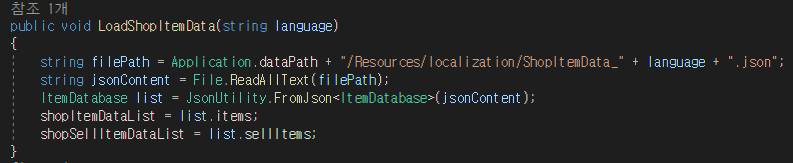 참조 1개
public void LoadShopItemData(string language)
{
string filePath = Application.dataPath + "/Resources/localization/ShopItemData_" + language + ".json";
string jsonContent = File.ReadAllText(filePath);
ItemDatabase list = JsonUtility.FromJson<ItemDatabase>(jsonContent);
shopItemDataList = list.items;
shopSellItemDataList = list.sellItems;
}